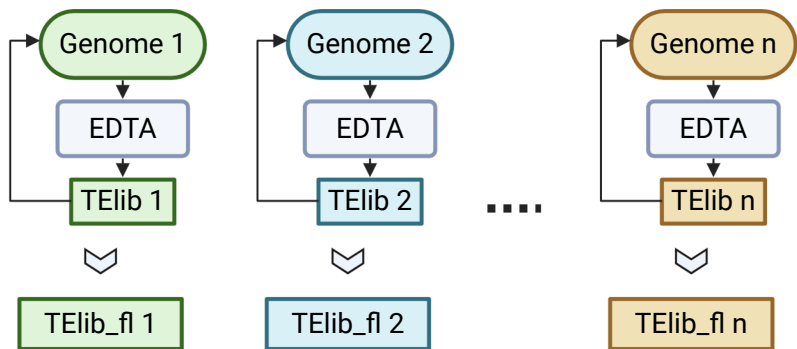 Genome 1
Genome 2
Genome n
EDTA
EDTA
EDTA
TElib 1
TElib 2
....
TElib n
TElib_fl 1
TElib_fl 2
TElib_fl n